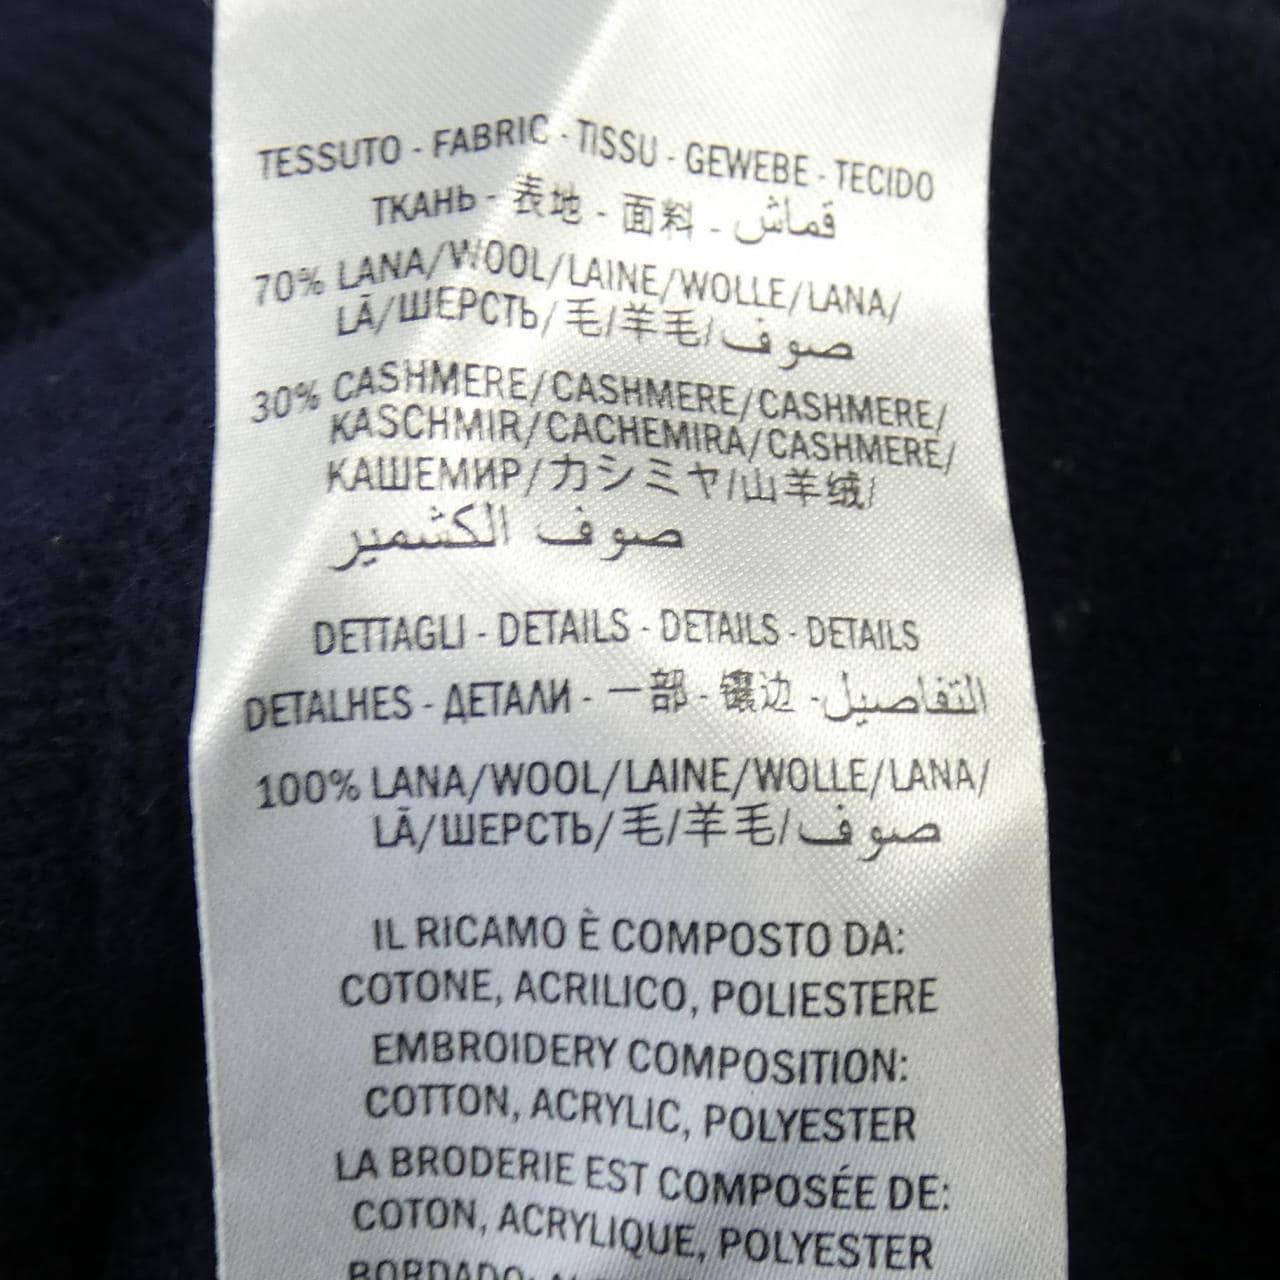 TESSUTO - FABRIC - TISSU - GEWEBE - TECIDO
ТКАНЬ - 表地 - 面料 - قماش
70% LANA/WOOL/LAINE/WOLLE/LANA/
LÃ/ШЕРСТЬ/毛/羊毛/صوف
30% CASHMERE/CASHMERE/CASHMERE/
KASCHMIR/CACHEMIRA/CASHMERE/
КАШЕМИР/カシミヤ/山羊绒/
صوف الكشمير
DETTAGLI - DETAILS - DETAILS - DETAILS
DETALHES - ДЕТАЛИ - 一部 - 镶边 - التفاصيل
100% LANA/WOOL/LAINE/WOLLE/LANA/
LÃ/ШЕРСТЬ/毛/羊毛/صوف
IL RICAMO È COMPOSTO DA:
COTONE, ACRILICO, POLIESTERE
EMBROIDERY COMPOSITION:
COTTON, ACRYLIC, POLYESTER
LA BRODERIE EST COMPOSÉE DE:
COTON, ACRYLIQUE, POLYESTER
BORDADO: